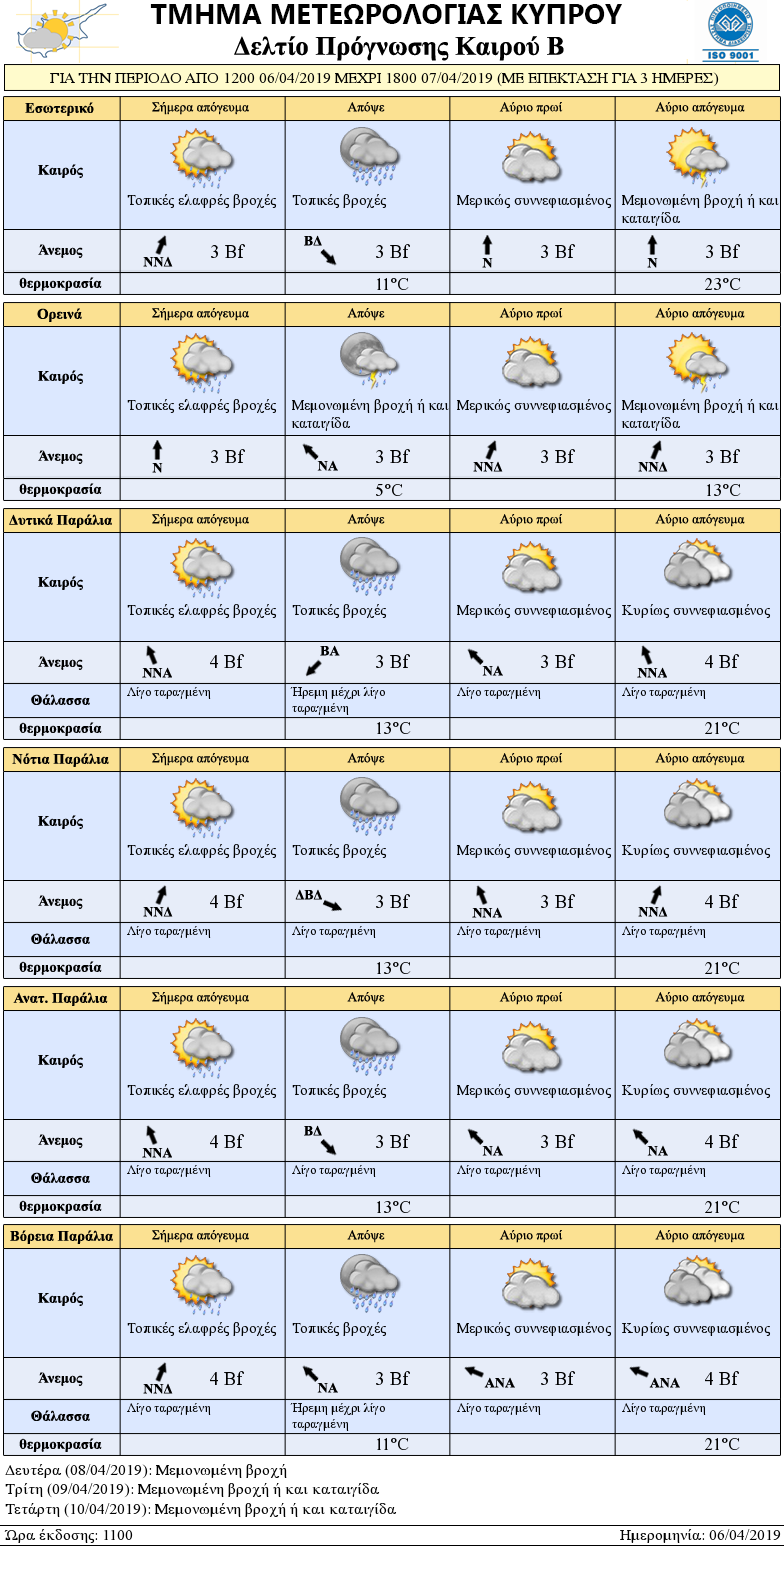 ΤΜΗΜΑ ΜΕΤΕΩΡΟΛΟΓΙΑΣ ΚΥΠΡΟΥ
Δελτίο Πρόγνωσης Καιρού Β
ISO 9001
ΓΙΑ ΤΗΝ ΠΕΡΙΟΔΟ ΑΠΟ 1200 06/04/2019 ΜΕΧΡΙ 1800 07/04/2019 (ΜΕ ΕΠΕΚΤΑΣΗ ΓΙΑ 3 ΗΜΕΡΕΣ)
Εσωτερικό Σήμερα απόγευμα Απόψε Αύριο πρωί Αύριο απόγευμα
Καιρός Τοπικές ελαφρές βροχές Τοπικές βροχές Μερικώς συννεφιασμένος Μεμονωμένη βροχή ή και
καταιγίδα
Άνεμος ΝΝΔ 3 Bf ΒΔ 3 Bf Ν 3 Bf Ν 3 Bf
θερμοκρασία 11°C 23°C
Ορεινά Σήμερα απόγευμα Απόψε Αύριο πρωί Αύριο απόγευμα
Καιρός Τοπικές ελαφρές βροχές Μεμονωμένη βροχή ή και Μερικώς συννεφιασμένος Μεμονωμένη βροχή ή και
καταιγίδα καταιγίδα
Άνεμος Ν 3 Bf ΝΑ 3 Bf ΝΝΔ 3 Bf ΝΝΔ 3 Bf
θερμοκρασία 5°C 13°C
Δυτικά Παράλια Σήμερα απόγευμα Απόψε Αύριο πρωί Αύριο απόγευμα
Καιρός Τοπικές ελαφρές βροχές Τοπικές βροχές Μερικώς συννεφιασμένος Κυρίως συννεφιασμένος
Άνεμος ΝΝΑ 4 Bf ΒΑ 3 Bf ΝΑ 3 Bf ΝΝΑ 4 Bf
Θάλασσα Λίγο ταραγμένη Ήρεμη μέχρι λίγο Λίγο ταραγμένη Λίγο ταραγμένη
ταραγμένη
θερμοκρασία 13°C 21°C
Νότια Παράλια Σήμερα απόγευμα Απόψε Αύριο πρωί Αύριο απόγευμα
Καιρός Τοπικές ελαφρές βροχές Τοπικές βροχές Μερικώς συννεφιασμένος Κυρίως συννεφιασμένος
Άνεμος ΝΝΔ 4 Bf ΔΒΔ 3 Bf ΝΝΑ 3 Bf ΝΝΔ 4 Bf
Θάλασσα Λίγο ταραγμένη Λίγο ταραγμένη Λίγο ταραγμένη Λίγο ταραγμένη
θερμοκρασία 13°C 21°C
Ανατ. Παράλια Σήμερα απόγευμα Απόψε Αύριο πρωί Αύριο απόγευμα
Καιρός Τοπικές ελαφρές βροχές Τοπικές βροχές Μερικώς συννεφιασμένος Κυρίως συννεφιασμένος
Άνεμος ΝΝΑ 4 Bf ΒΔ 3 Bf ΝΑ 3 Bf ΝΑ 4 Bf
Θάλασσα Λίγο ταραγμένη Λίγο ταραγμένη Λίγο ταραγμένη Λίγο ταραγμένη
θερμοκρασία 13°C 21°C
Βόρεια Παράλια Σήμερα απόγευμα Απόψε Αύριο πρωί Αύριο απόγευμα
Καιρός Τοπικές ελαφρές βροχές Τοπικές βροχές Μερικώς συννεφιασμένος Κυρίως συννεφιασμένος
Άνεμος ΝΝΔ 4 Bf ΝΑ 3 Bf ΑΝΑ 3 Bf ΑΝΑ 4 Bf
Θάλασσα Λίγο ταραγμένη Ήρεμη μέχρι λίγο Λίγο ταραγμένη Λίγο ταραγμένη
ταραγμένη
θερμοκρασία 11°C 21°C
Δευτέρα (08/04/2019): Μεμονωμένη βροχή
Τρίτη (09/04/2019): Μεμονωμένη βροχή ή και καταιγίδα
Τετάρτη (10/04/2019): Μεμονωμένη βροχή ή και καταιγίδα
Ώρα έκδοσης: 1100 Ημερομηνία: 06/04/2019